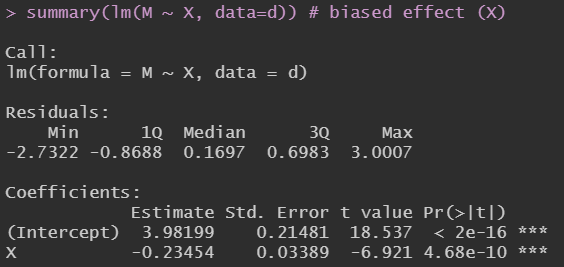 > summary(lm(M ~ X, data=d)) # biased effect (X)
Call:
lm(formula = M ~ X, data = d)
Residuals:
    Min      1Q  Median      3Q     Max
-2.7322 -0.8688  0.1697  0.6983  3.0007
Coefficients:
            Estimate Std. Error t value Pr(>|t|)
(Intercept)  3.98199    0.21481  18.537  < 2e-16 ***
X           -0.23454    0.03389  -6.921 4.68e-10 ***